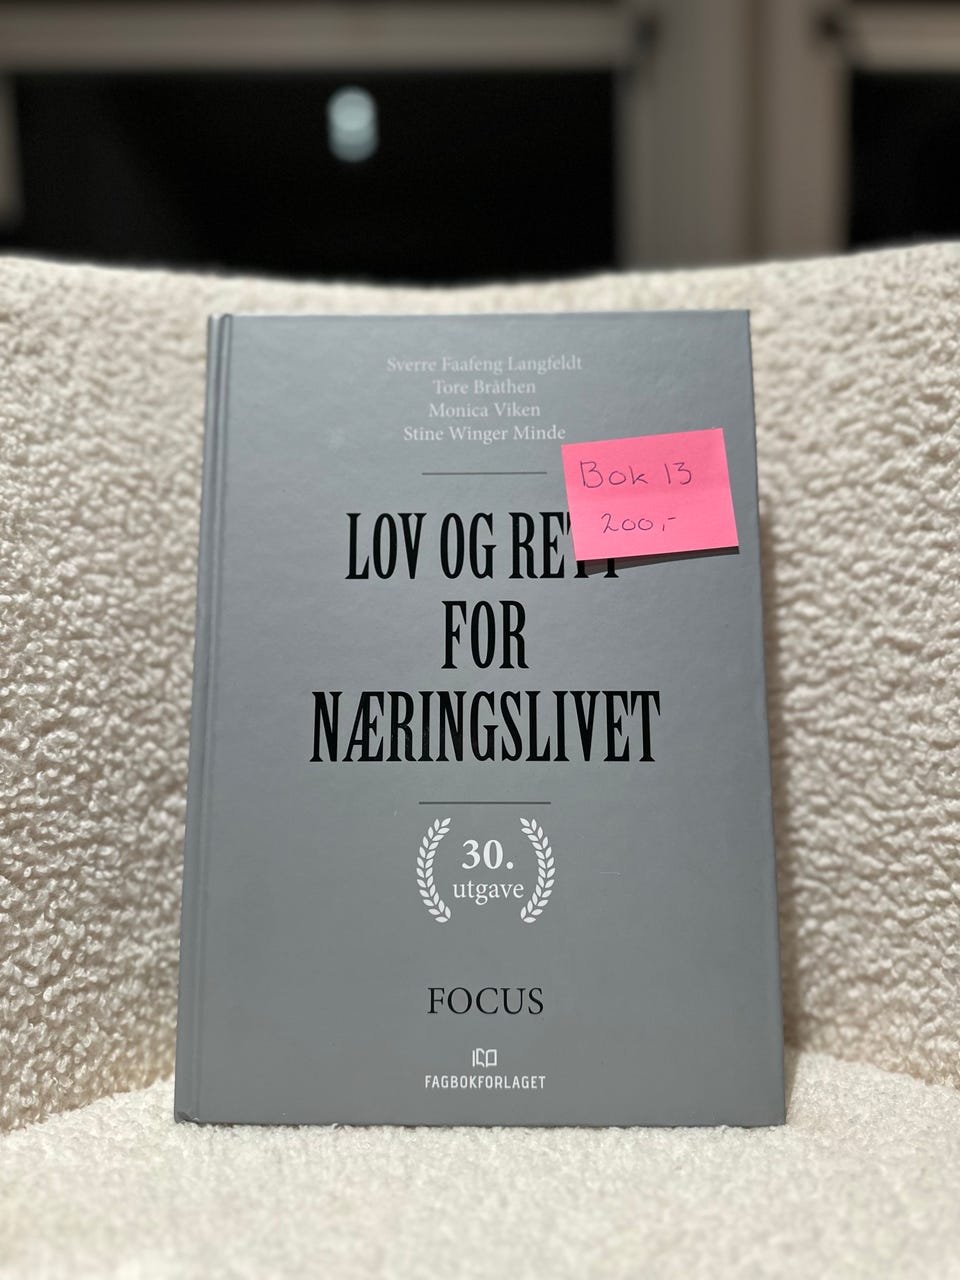 Sverre Faafeng Langfeldt
Tore Bråthen
Monica Viken
Stine Winger Minde
Bok 13
200,-
LOV OG RETT
FOR
NÆRINGSLIVET
30.
utgave
FOCUS
FAGBOKFORLAGET